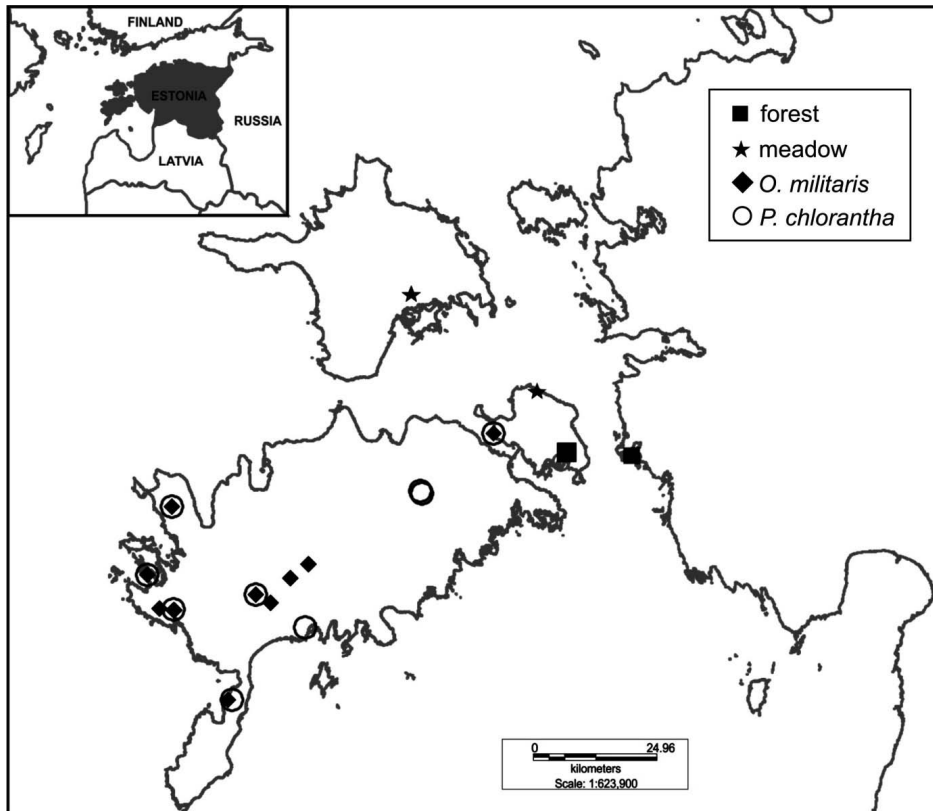 FINLAND
ESTONIA
RUSSIA
LATVIA
forest
meadow
O. militaris
P. chlorantha
0 24.96
kilometers
Scale: 1:623,900